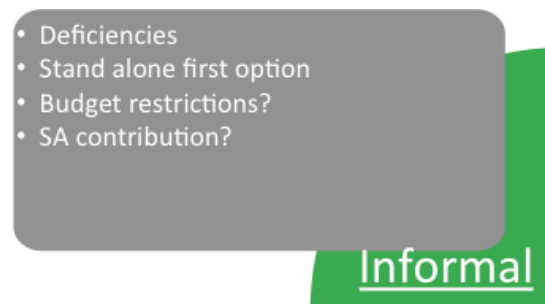 • Deficiencies
• Stand alone first option
• Budget restrictions?
• SA contribution?
Informal